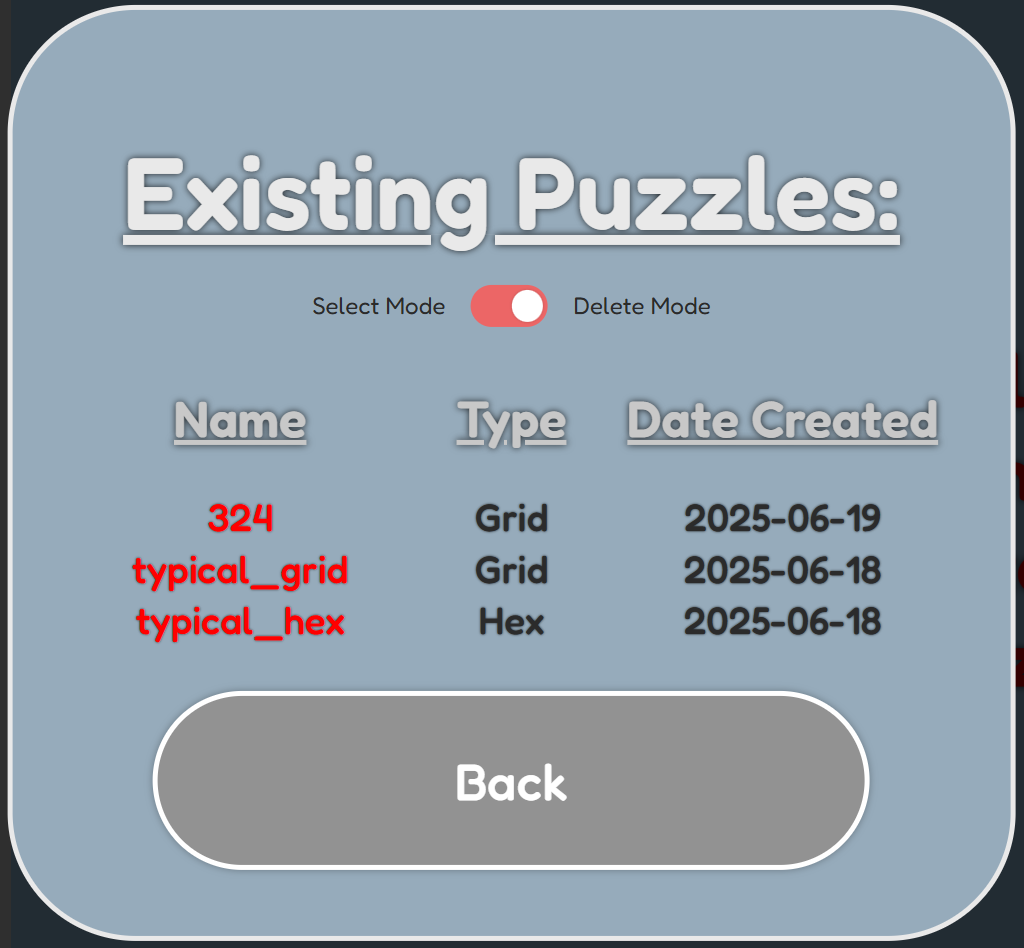 Existing Puzzles:
Select Mode Delete Mode
Name Type Date Created
324 Grid 2025-06-19
typical_grid Grid 2025-06-18
typical_hex Hex 2025-06-18
Back